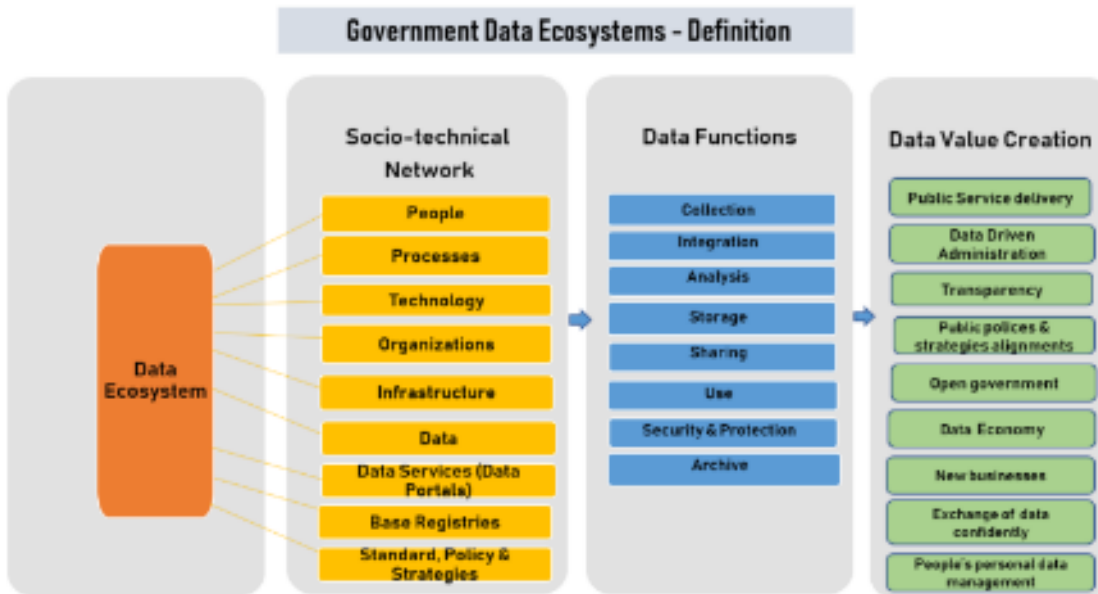 Government Data Ecosystems - Definition
Data
Ecosystem
Socio-technical
Network
People
Processes
Technology
Organizations
Infrastructure
Data
Data Services (Data
Portals)
Base Registries
Standard, Policy &
Strategies
Data Functions
Collection
Integration
Analysis
Storage
Sharing
Use
Security & Protection
Archive
Data Value Creation
Public Service delivery
Data Driven
Administration
Transparency
Public polices &
strategies alignments
Open government
Data Economy
New businesses
Exchange of data
confidently
People's personal data
management